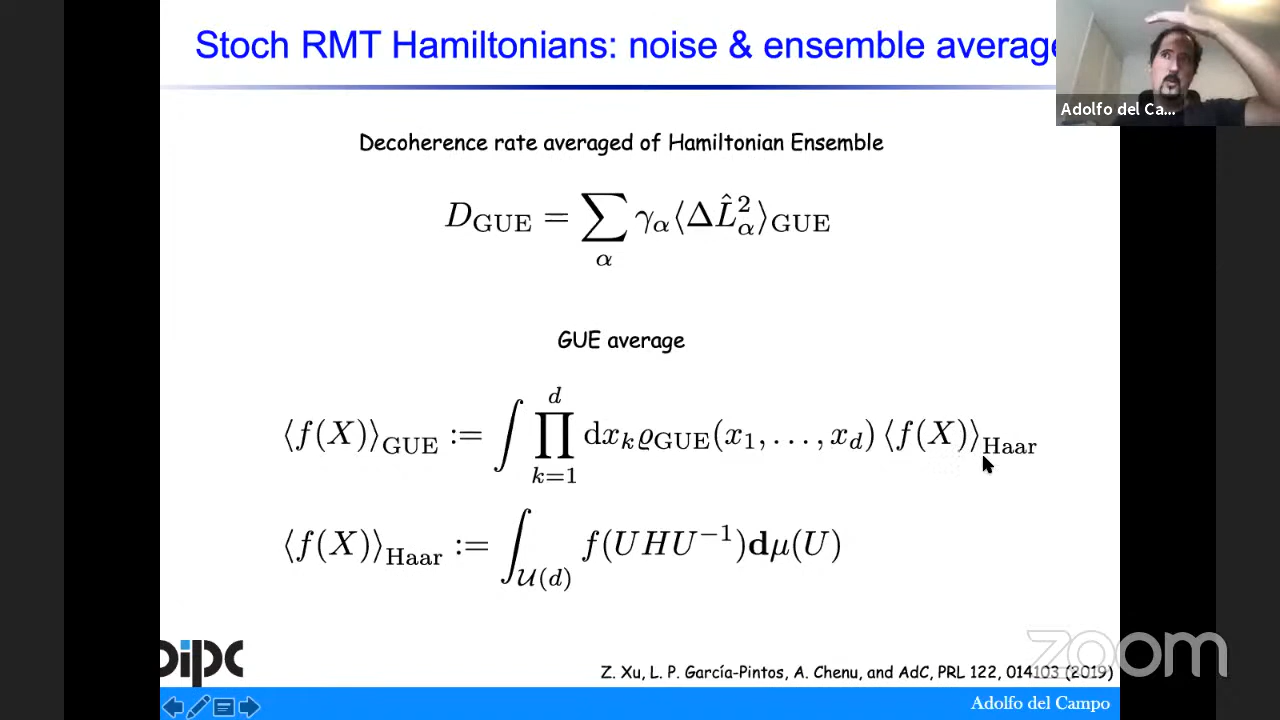 Stoch RMT Hamiltonians: noise & ensemble average
Adolfo del Ca...
Decoherence rate averaged of Hamiltonian Ensemble
D_GUE = ∑_α γ_α⟨ΔL̂_α^2⟩_GUE
GUE average
⟨f(X)⟩_GUE := ∫ ∏_{k=1}^{d} dx_k ϱ_GUE(x_1, ..., x_d) ⟨f(X)⟩_Haar
⟨f(X)⟩_Haar := ∫_{U(d)} f(UHU^{-1})dμ(U)
dipc
zoom
Z. Xu, L. P. García-Pintos, A. Chenu, and AdC, PRL 122, 014103 (2019)
Adolfo del Campo